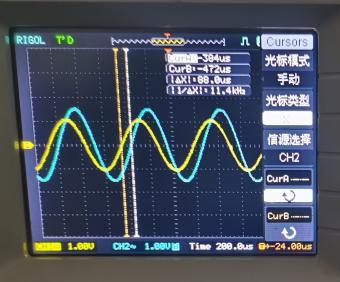 RIGOL T'D
Cursors
CurA:-384us
CurB:-472us
|ΔX|:88.0us
|1/ΔX|:11.4kHz
光标模式
手动
光标类型
X
信源选择
CH2
CurA
CurB
CH1 1.00V CH2~ 1.00V Time 200.0us -24.00us